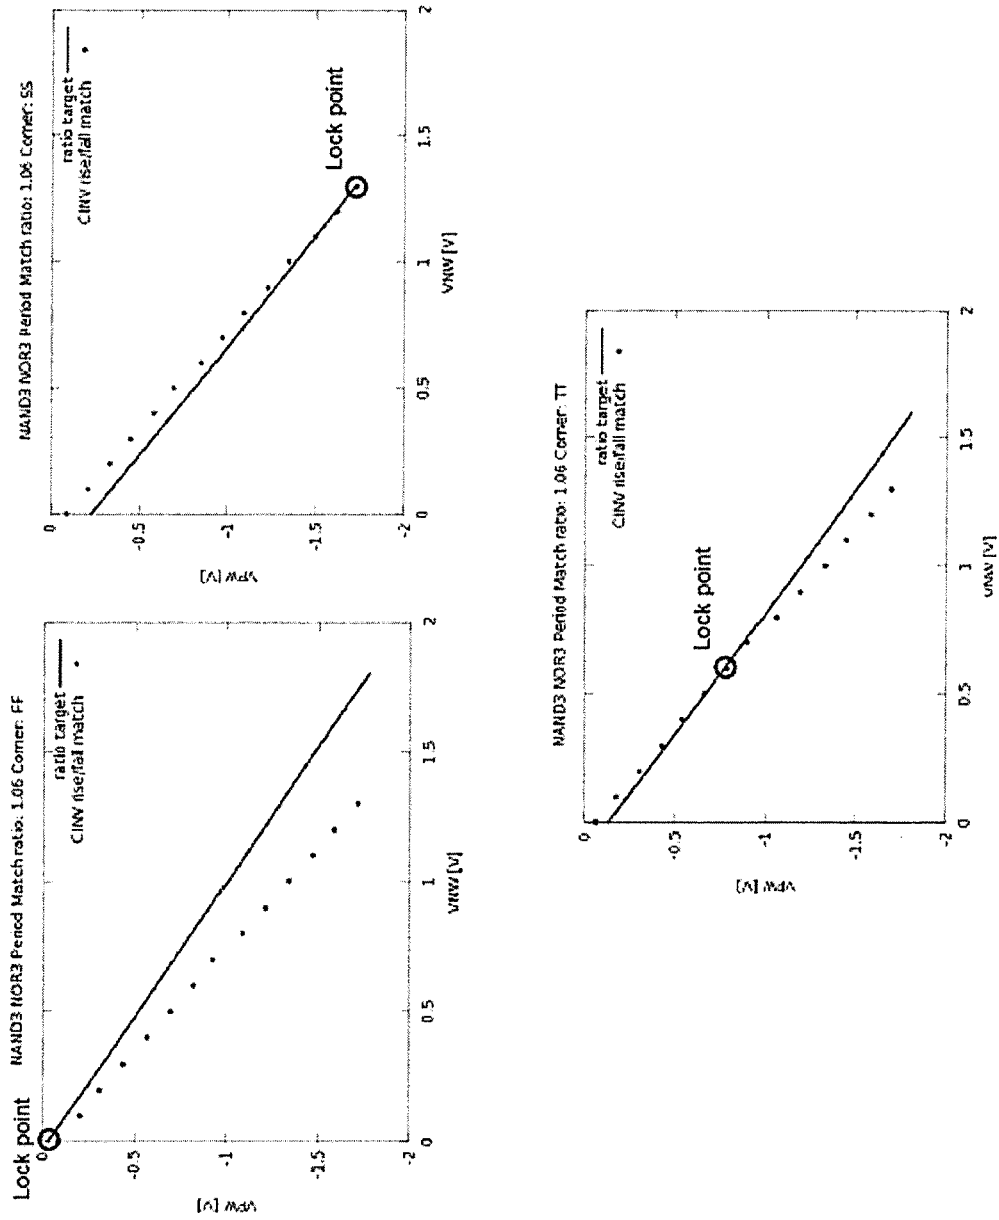 Lock point
NAND3 NOR3 Period Match ratio: 1.06 Corner: FF
ratio target
CINV rise/fall match
0
-0.5
-1
-1.5
-2
VPW [V]
0
0.5
1
1.5
2
VNW [V]
NAND3 NOR3 Period Match ratio: 1.06 Corner: SS
ratio target
CINV rise/fall match
Lock point
0
-0.5
-1
-1.5
-2
VPW [V]
0
0.5
1
1.5
2
VNW [V]
NAND3 NOR3 Period Match ratio: 1.06 Corner: TT
ratio target
CINV rise/fall match
Lock point
0
-0.5
-1
-1.5
-2
VPW [V]
0
0.5
1
1.5
2
VNW [V]